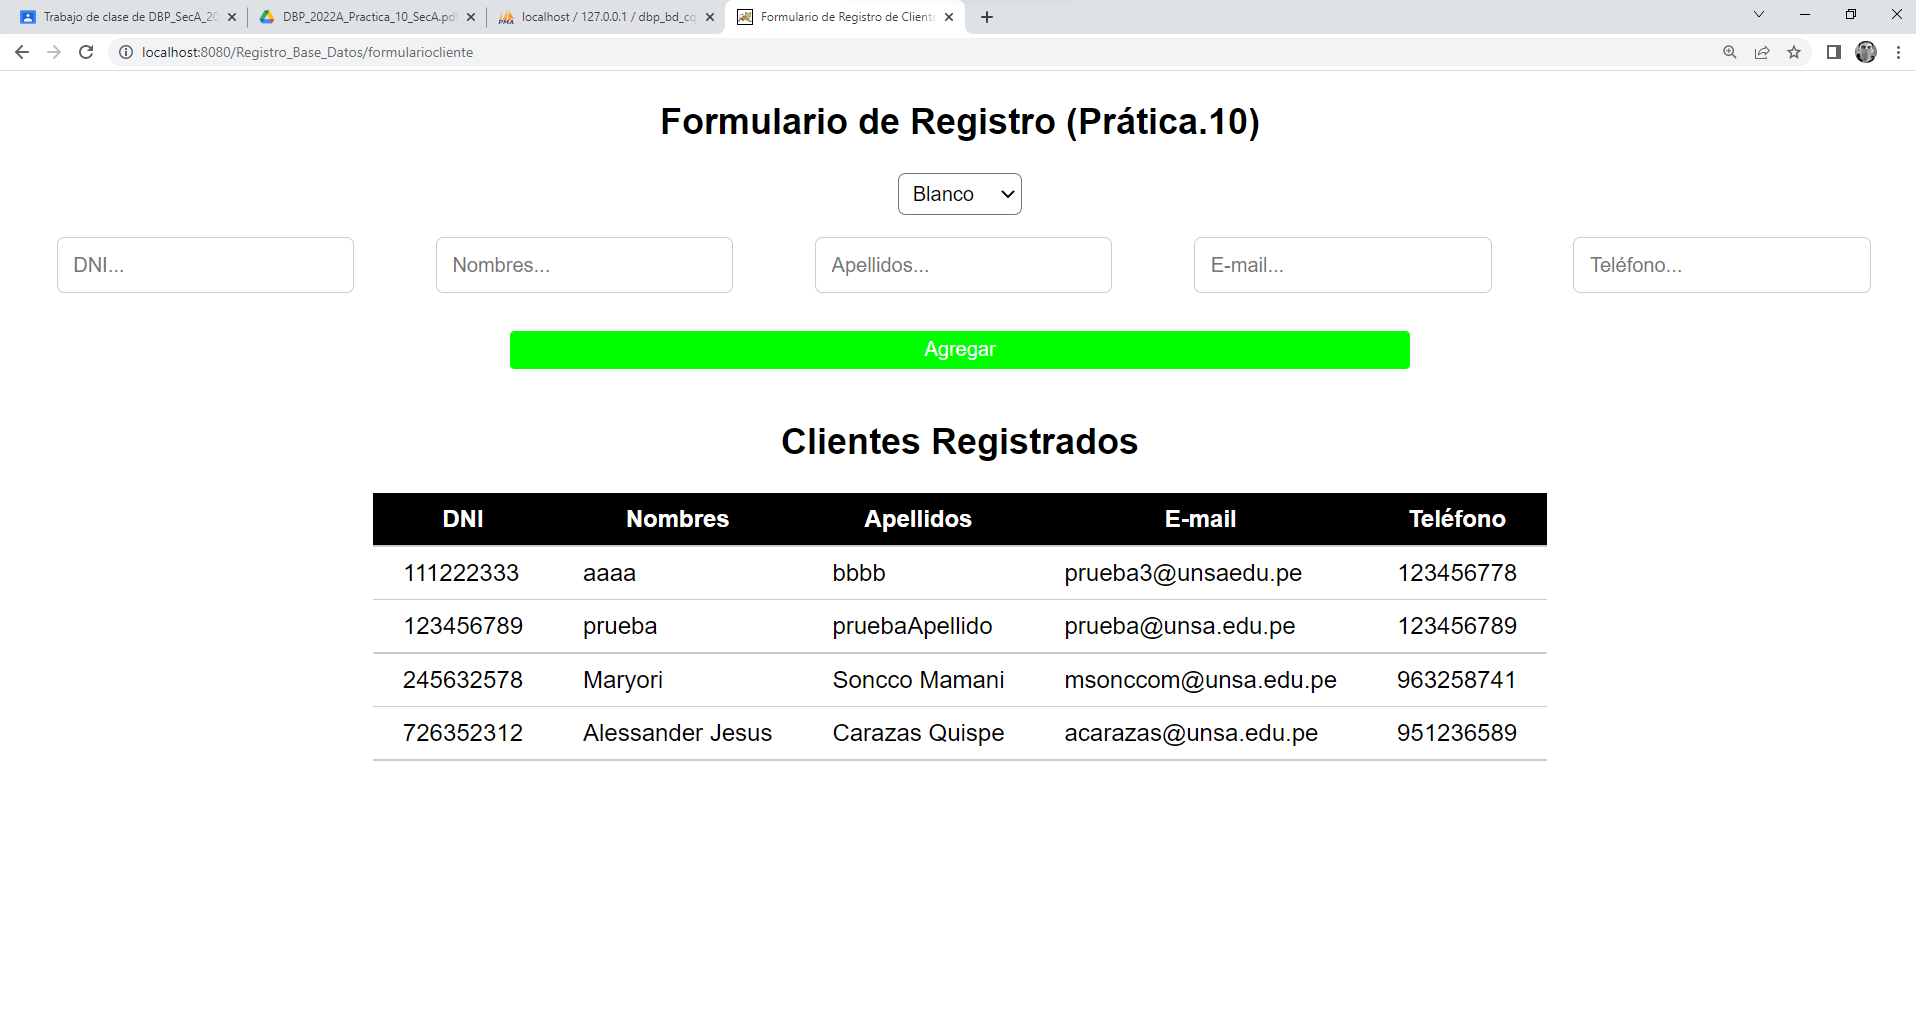 Trabajo de clase de DBP_SecA_20
DBP_2022A_Practica_10_SecA.pdf
localhost / 127.0.0.1 / dbp_bd_cq
Formulario de Registro de Cliente
localhost:8080/Registro_Base_Datos/formulariocliente
Formulario de Registro (Prática.10)
Blanco
DNI... Nombres... Apellidos... E-mail... Teléfono...
Agregar
Clientes Registrados
DNI Nombres Apellidos E-mail Teléfono
111222333 aaaa bbbb prueba3@unsaedu.pe 123456778
123456789 prueba pruebaApellido prueba@unsa.edu.pe 123456789
245632578 Maryori Soncco Mamani msonccom@unsa.edu.pe 963258741
726352312 Alessander Jesus Carazas Quispe acarazas@unsa.edu.pe 951236589